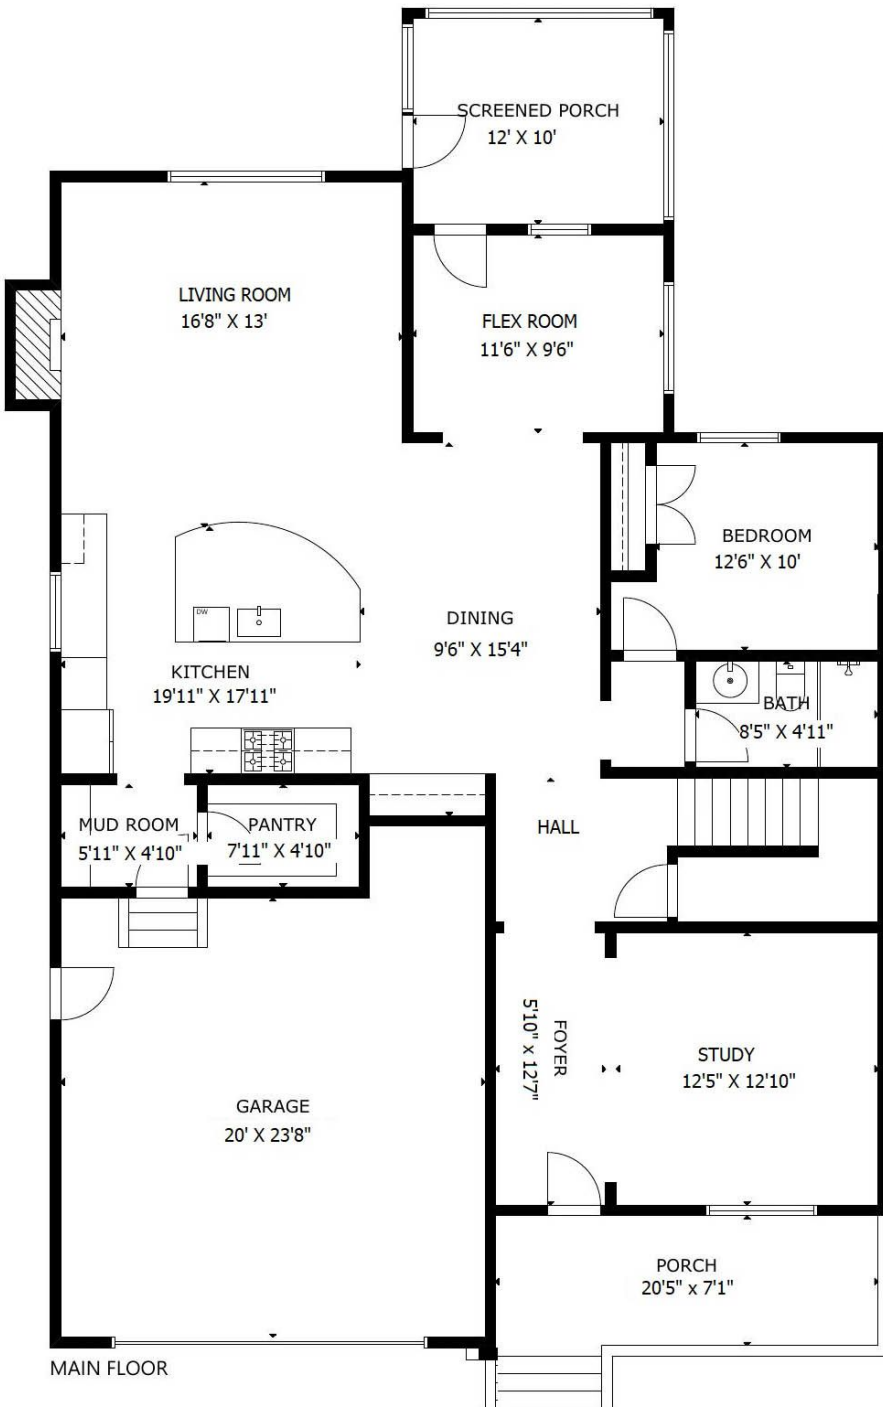 SCREENED PORCH
12' X 10'
LIVING ROOM
16'8" X 13'
FLEX ROOM
11'6" X 9'6"
BEDROOM
12'6" X 10'
DW
DINING
9'6" X 15'4"
KITCHEN
19'11" X 17'11"
BATH
8'5" X 4'11"
MUD ROOM
5'11" X 4'10"
PANTRY
7'11" X 4'10"
HALL
FOYER
5'10" x 12'7"
STUDY
12'5" X 12'10"
GARAGE
20' X 23'8"
PORCH
20'5" x 7'1"
MAIN FLOOR